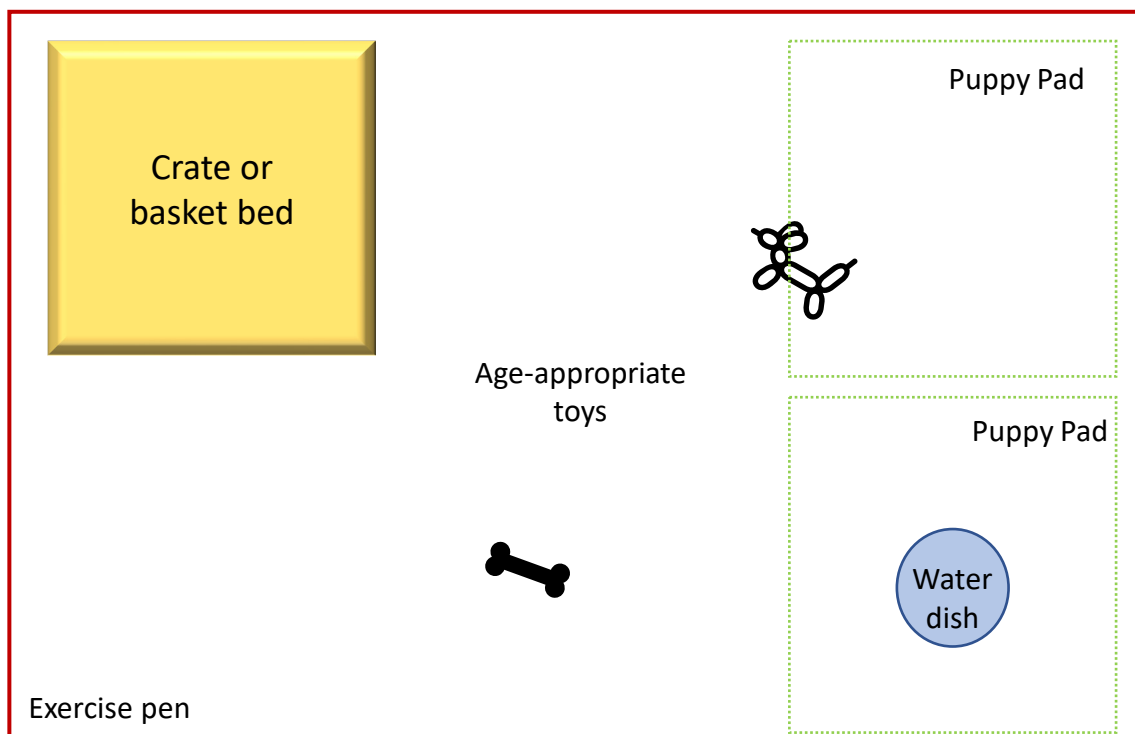 Puppy Pad
Crate or
basket bed
Age-appropriate
toys
Puppy Pad
Water
dish
Exercise pen